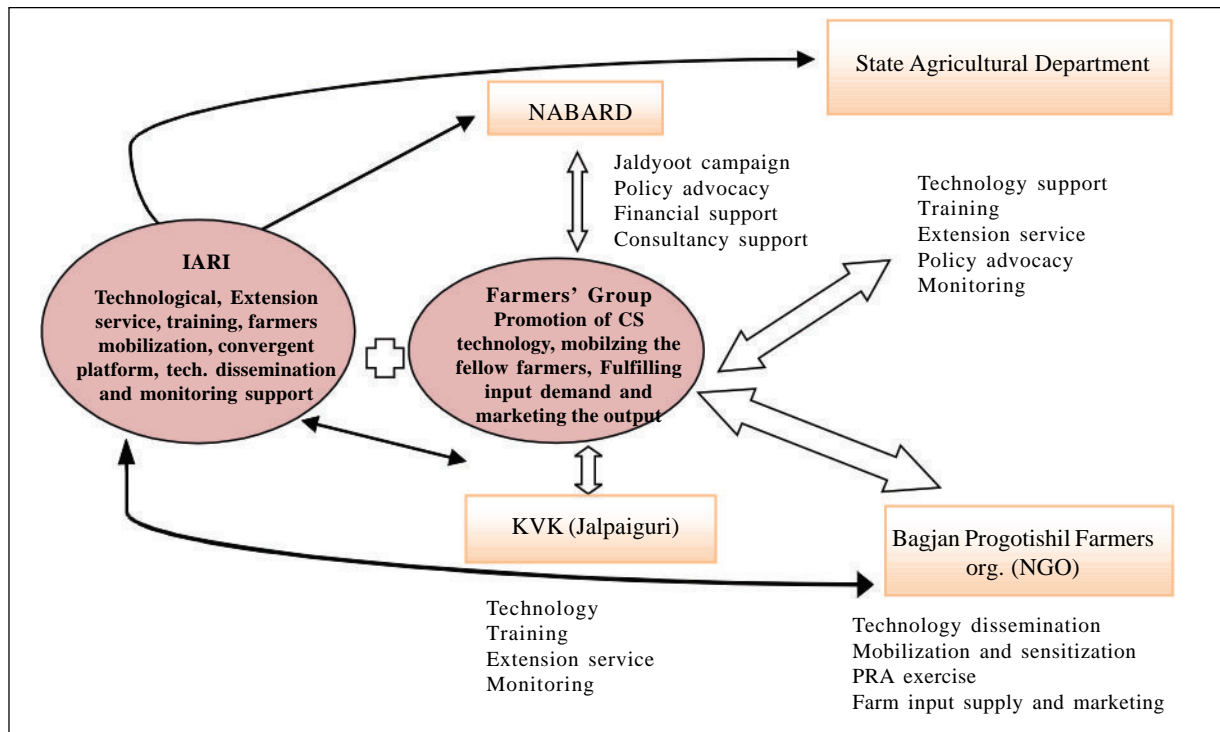 State Agricultural Department
NABARD
Jaldyoot campaign
Policy advocacy
Financial support
Consultancy support
Technology support
Training
Extension service
Policy advocacy
Monitoring
IARI
Technological, Extension
service, training, farmers
mobilization, convergent
platform, tech. dissemination
and monitoring support
Farmers’ Group
Promotion of CS
technology, mobilzing the
fellow farmers, Fulfilling
input demand and
marketing the output
KVK (Jalpaiguri)
Technology
Training
Extension service
Monitoring
Bagjan Progotishil Farmers
org. (NGO)
Technology dissemination
Mobilization and sensitization
PRA exercise
Farm input supply and marketing